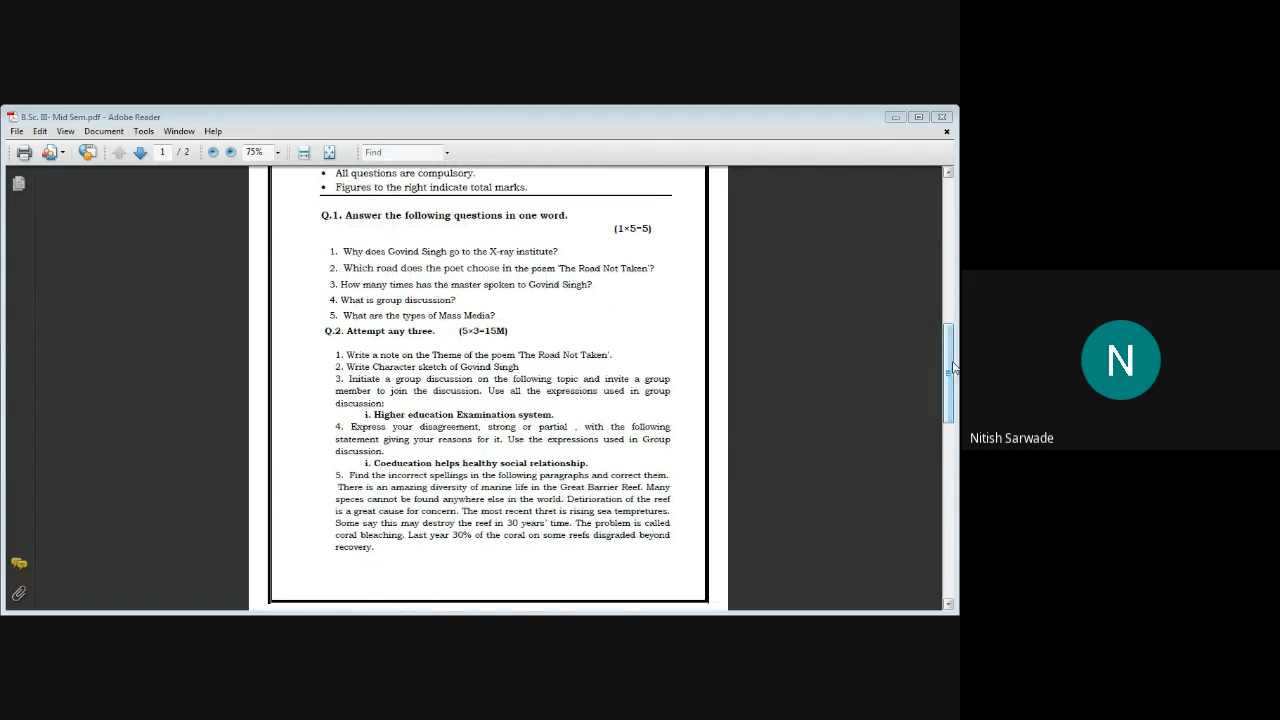 B.Sc. III- Mid Sem.pdf - Adobe Reader
File Edit View Document Tools Window Help
1 / 2 75% Find
• All questions are compulsory.
• Figures to the right indicate total marks.
Q.1. Answer the following questions in one word.
(1×5=5)
1. Why does Govind Singh go to the X-ray institute?
2. Which road does the poet choose in the poem 'The Road Not Taken'?
3. How many times has the master spoken to Govind Singh?
4. What is group discussion?
5. What are the types of Mass Media?
Q.2. Attempt any three. (5×3=15M)
1. Write a note on the Theme of the poem 'The Road Not Taken'.
2. Write Character sketch of Govind Singh
3. Initiate a group discussion on the following topic and invite a group
member to join the discussion. Use all the expressions used in group
discussion:
i. Higher education Examination system.
4. Express your disagreement, strong or partial , with the following
statement giving your reasons for it. Use the expressions used in Group
discussion.
i. Coeducation helps healthy social relationship.
5. Find the incorrect spellings in the following paragraphs and correct them.
There is an amazing diversity of marine life in the Great Barrier Reef. Many
speces cannot be found anywhere else in the world. Detirioration of the reef
is a great cause for concern. The most recent thret is rising sea tempretures.
Some say this may destroy the reef in 30 years' time. The problem is called
coral bleaching. Last year 30% of the coral on some reefs disgraded beyond
recovery.
N
Nitish Sarwade